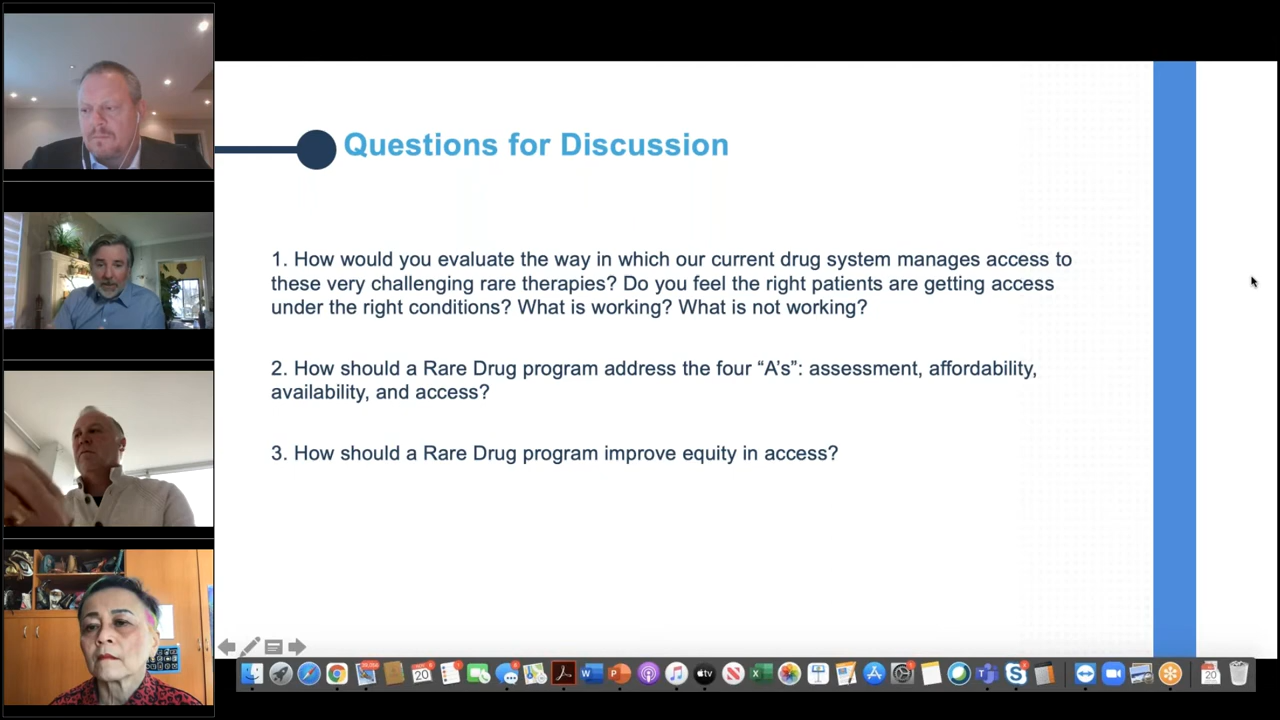 Questions for Discussion
1. How would you evaluate the way in which our current drug system manages access to
these very challenging rare therapies? Do you feel the right patients are getting access
under the right conditions? What is working? What is not working?
2. How should a Rare Drug program address the four “A’s”: assessment, affordability,
availability, and access?
3. How should a Rare Drug program improve equity in access?
20
tv
20